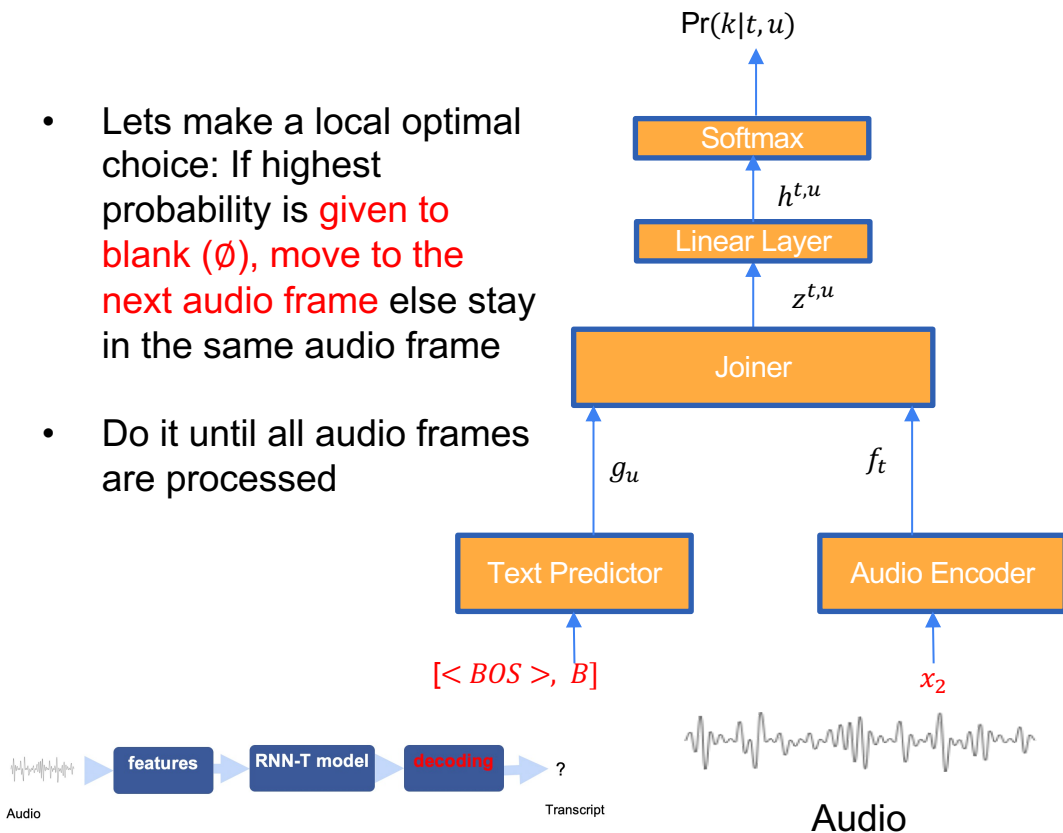 Pr(k|t, u)
• Lets make a local optimal
choice: If highest
probability is given to
blank (∅), move to the
next audio frame else stay
in the same audio frame
• Do it until all audio frames
are processed
Softmax
h^{t,u}
Linear Layer
z^{t,u}
Joiner
g_u
f_t
Text Predictor
Audio Encoder
[< BOS >, B]
x_2
features
RNN-T model
decoding
?
Audio
Transcript
Audio